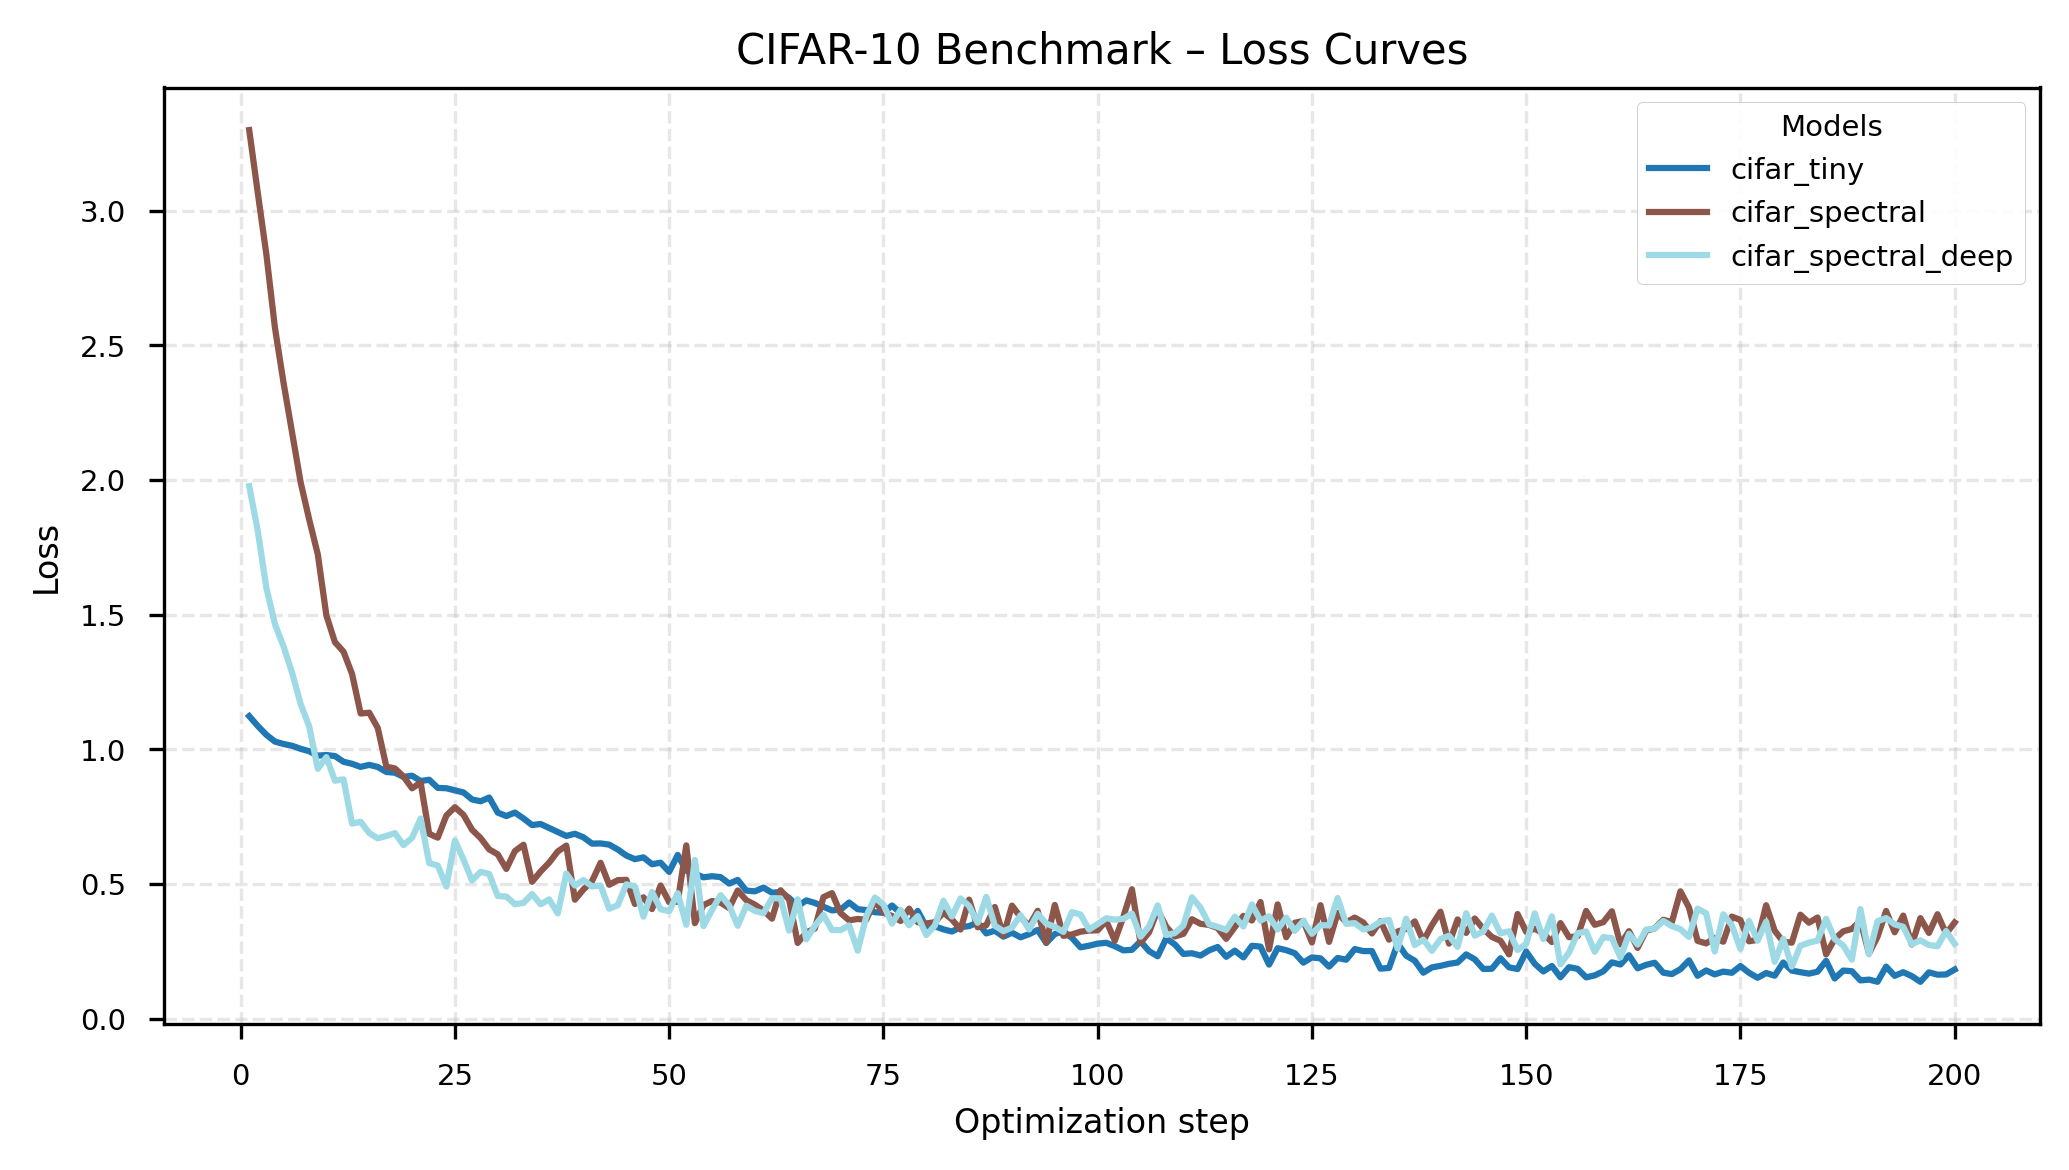 CIFAR-10 Benchmark – Loss Curves
Models
cifar_tiny
cifar_spectral
cifar_spectral_deep
Loss
3.0
2.5
2.0
1.5
1.0
0.5
0.0
0 25 50 75 100 125 150 175 200
Optimization step